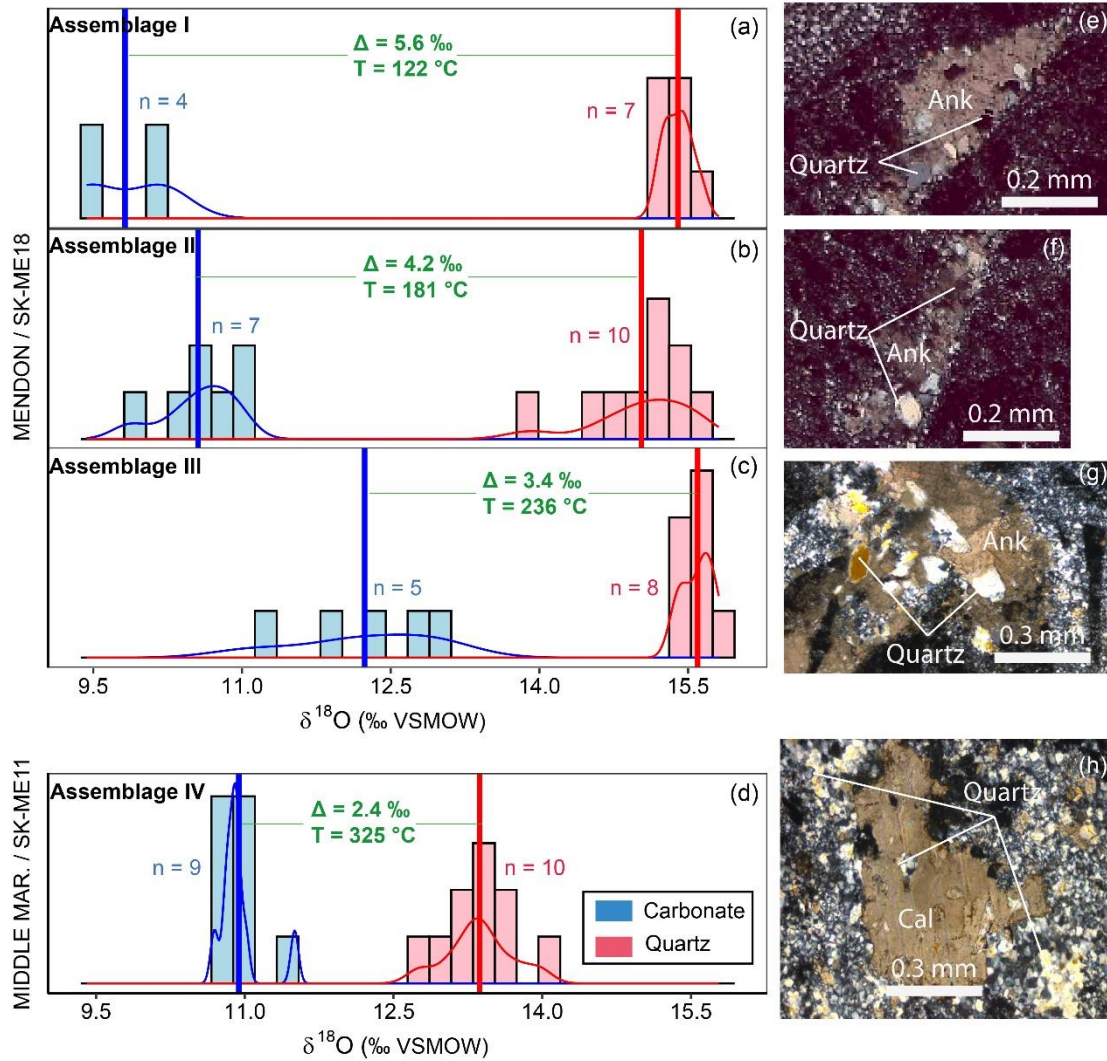 Assemblage I
(a)
Δ = 5.6 ‰
T = 122 °C
n = 4
n = 7
Assemblage II
(b)
Δ = 4.2 ‰
T = 181 °C
n = 7
n = 10
Assemblage III
(c)
Δ = 3.4 ‰
T = 236 °C
n = 5
n = 8
MENDON / SK-ME18
9.5 11.0 12.5 14.0 15.5
δ18O (‰ VSMOW)
Assemblage IV
(d)
Δ = 2.4 ‰
T = 325 °C
n = 9
n = 10
Carbonate
Quartz
MIDDLE MAR. / SK-ME11
9.5 11.0 12.5 14.0 15.5
δ18O (‰ VSMOW)
(e)
Ank
Quartz
0.2 mm
(f)
Quartz
Ank
0.2 mm
(g)
Ank
Quartz
0.3 mm
(h)
Quartz
Cal
0.3 mm